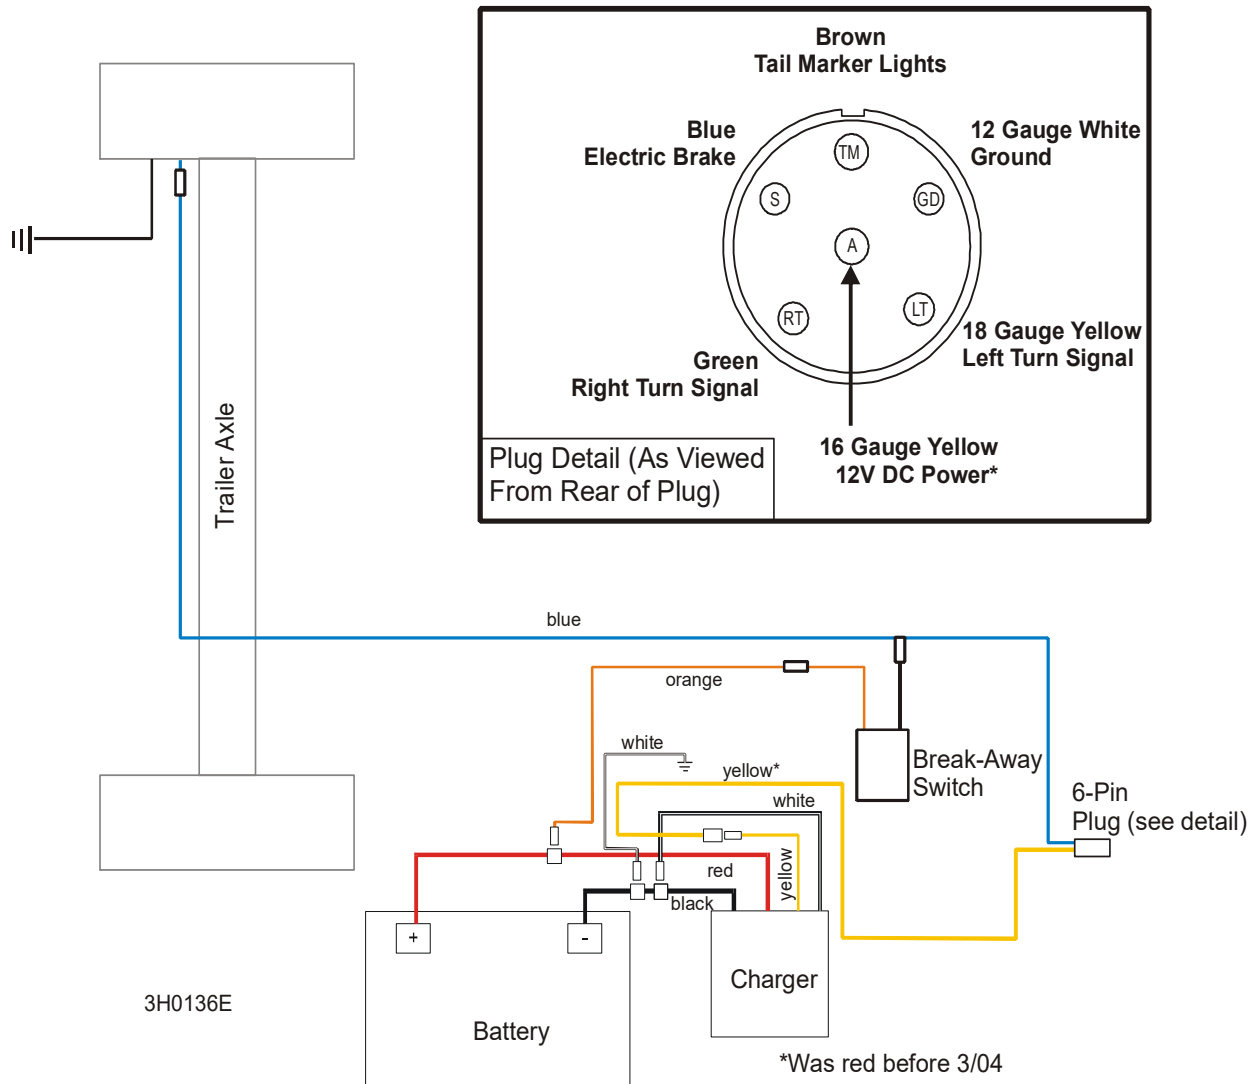 Brown
Tail Marker Lights
Blue
Electric Brake
12 Gauge White
Ground
TM
S
GD
A
RT
LT
18 Gauge Yellow
Left Turn Signal
Green
Right Turn Signal
16 Gauge Yellow
12V DC Power*
Plug Detail (As Viewed
From Rear of Plug)
Trailer Axle
blue
orange
white
yellow*
Break-Away
Switch
white
6-Pin
Plug (see detail)
red
yellow
black
+
-
Charger
3H0136E
Battery
*Was red before 3/04